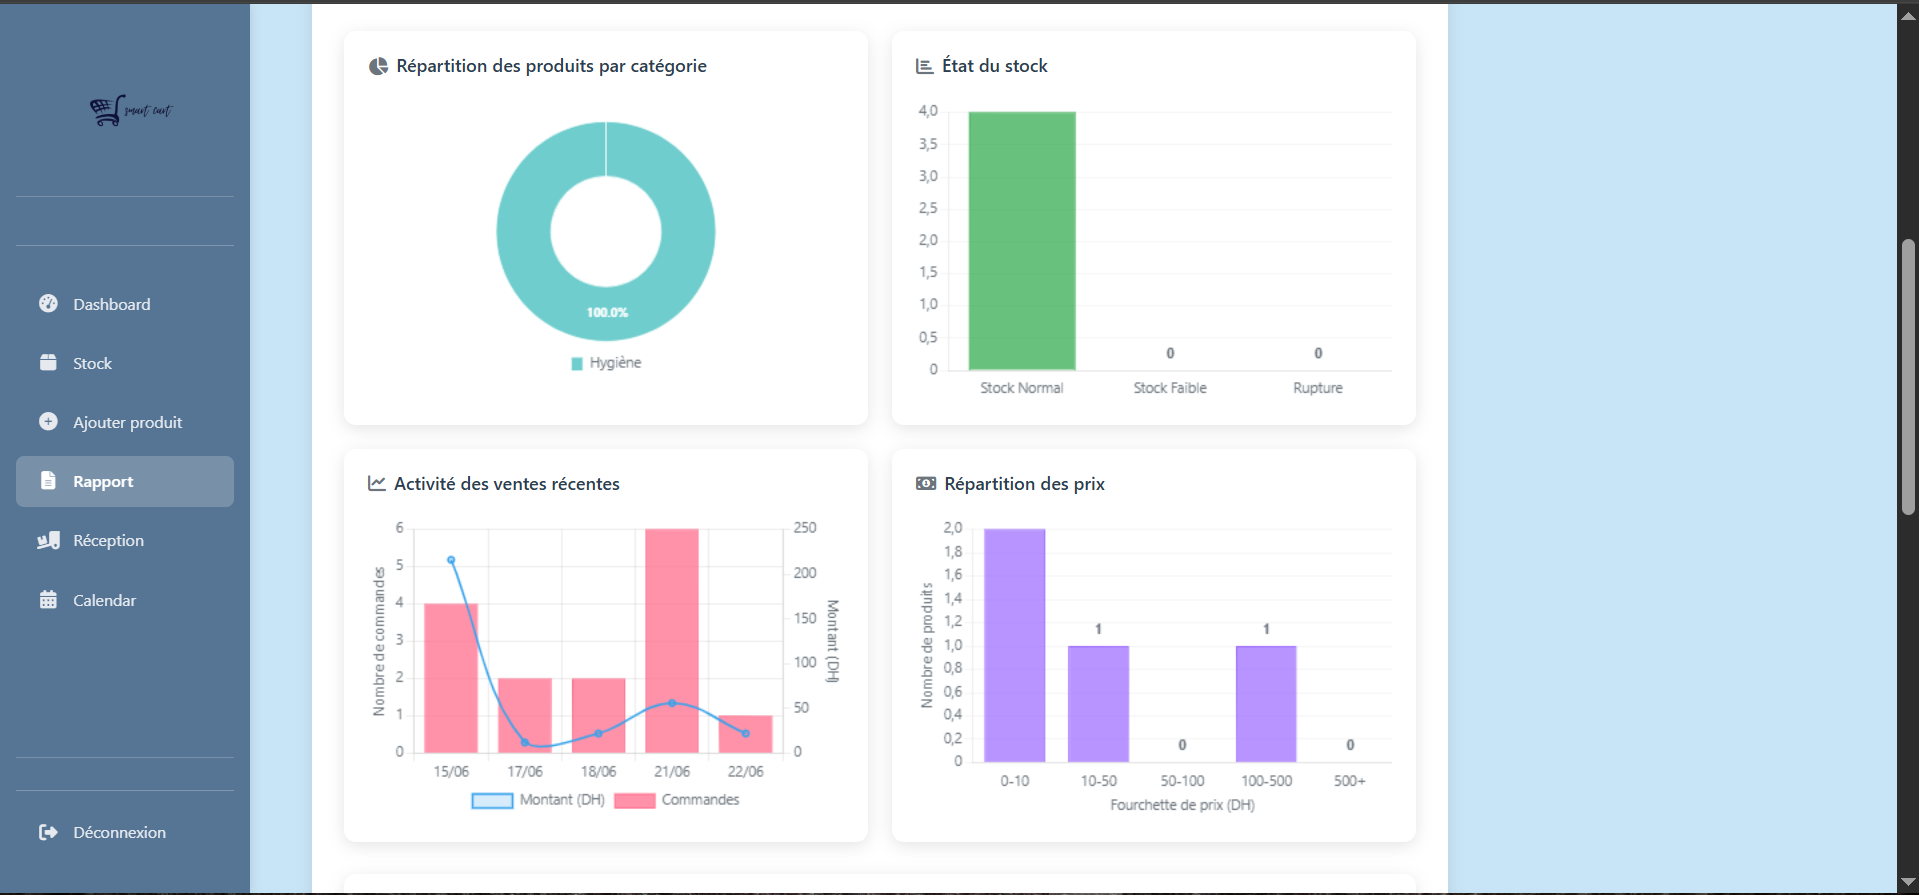 smart cart
Dashboard
Stock
Ajouter produit
Rapport
Réception
Calendar
Déconnexion
Répartition des produits par catégorie
100.0%
Hygiène
État du stock
4,0
3,5
3,0
2,5
2,0
1,5
1,0
0,5
0
0
0
Stock Normal
Stock Faible
Rupture
Activité des ventes récentes
Nombre de commandes
6
5
4
3
2
1
0
250
200
150
100
50
0
Montant (DH)
15/06
17/06
18/06
21/06
22/06
Montant (DH)
Commandes
Répartition des prix
Nombre de produits
2,0
1,8
1,6
1,4
1,2
1,0
0,8
0,6
0,4
0,2
0
1
0
1
0
0-10
10-50
50-100
100-500
500+
Fourchette de prix (DH)